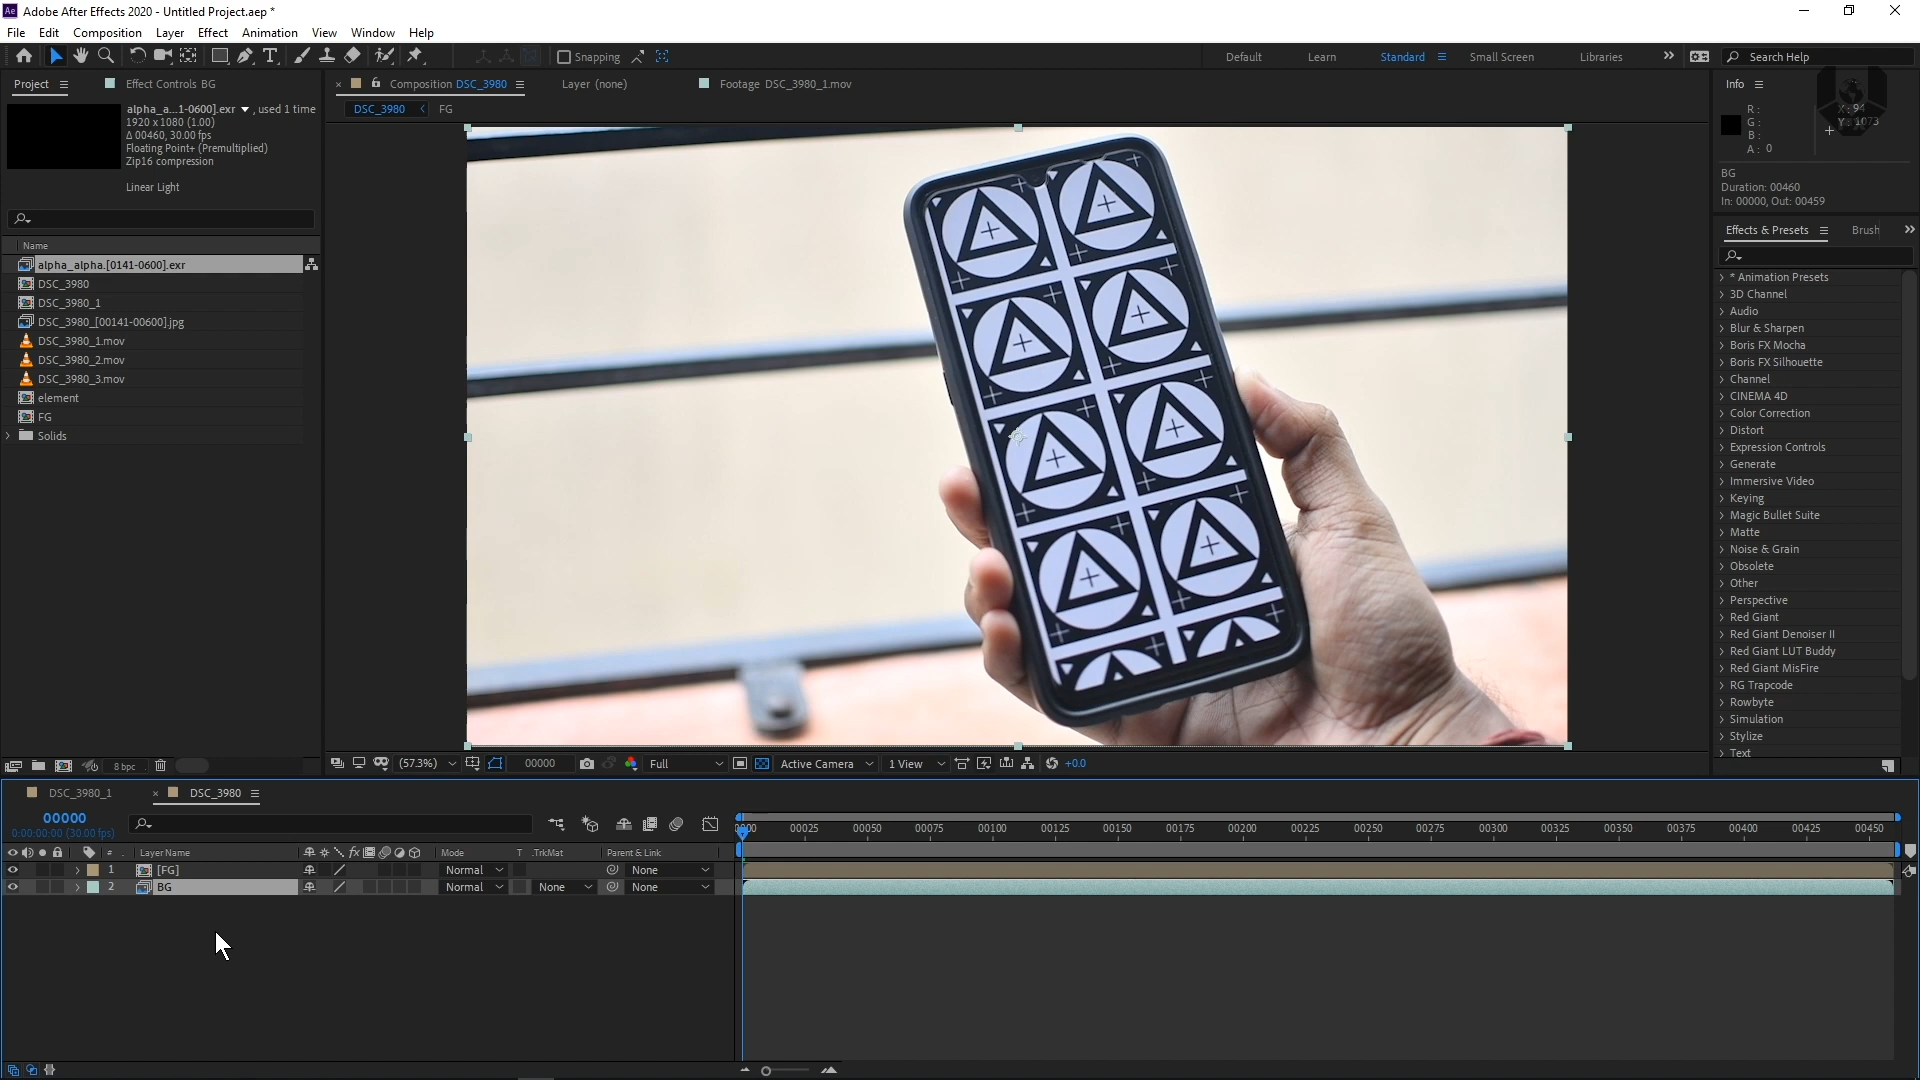 Ae Adobe After Effects 2020 - Untitled Project.aep *
File Edit Composition Layer Effect Animation View Window Help
Snapping Default Learn Standard Small Screen Libraries Search Help
Project Effect Controls BG
Composition DSC_3980 Layer (none) Footage DSC_3980_1.mov
DSC_3980 FG
alpha_a...1-0600].exr , used 1 time
1920 x 1080 (1.00)
Δ 00460, 30.00 fps
Floating Point+ (Premultiplied)
Zip16 compression
Linear Light
Name
alpha_alpha.[0141-0600].exr
DSC_3980
DSC_3980_1
DSC_3980_[00141-00600].jpg
DSC_3980_1.mov
DSC_3980_2.mov
DSC_3980_3.mov
element
FG
Solids
8 bpc
(57.3%) 00000 Full Active Camera 1 View +0.0
Info
R :
G :
B :
A : 0
X : 94
Y : 1073
BG
Duration: 00460
In: 00000, Out: 00459
Effects & Presets Brush
* Animation Presets
3D Channel
Audio
Blur & Sharpen
Boris FX Mocha
Boris FX Silhouette
Channel
CINEMA 4D
Color Correction
Distort
Expression Controls
Generate
Immersive Video
Keying
Magic Bullet Suite
Matte
Noise & Grain
Obsolete
Other
Perspective
Red Giant
Red Giant Denoiser II
Red Giant LUT Buddy
Red Giant MisFire
RG Trapcode
Rowbyte
Simulation
Stylize
Text
DSC_3980_1 DSC_3980
00000
0:00:00:00 (30.00 fps)
00025 00050 00075 00100 00125 00150 00175 00200 00225 00250 00275 00300 00325 00350 00375 00400 00425 00450
# Layer Name fx Mode T .TrkMat Parent & Link
1 [FG] Normal None
2 BG Normal None None